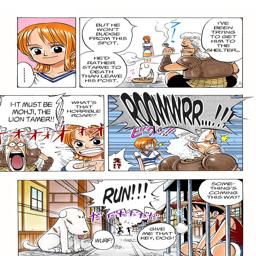 I'VE
BEEN
TRYING
TO GET
HIM TO
THE
SHELTER...
BUT HE
WON'T
BUDGE
FROM THIS
SPOT.
HE'D
RATHER
STARVE TO
DEATH THAN
LEAVE HIS
POST.
WHAT'S
THAT
HORRIBLE
ROAR!?
I-IT MUST BE
MOHJI, THE
LION TAMER!!
SOME-
THING'S
COMING
THIS WAY!
RUN!!!
GIVE
ME THAT
KEY, DOG!
WURF!